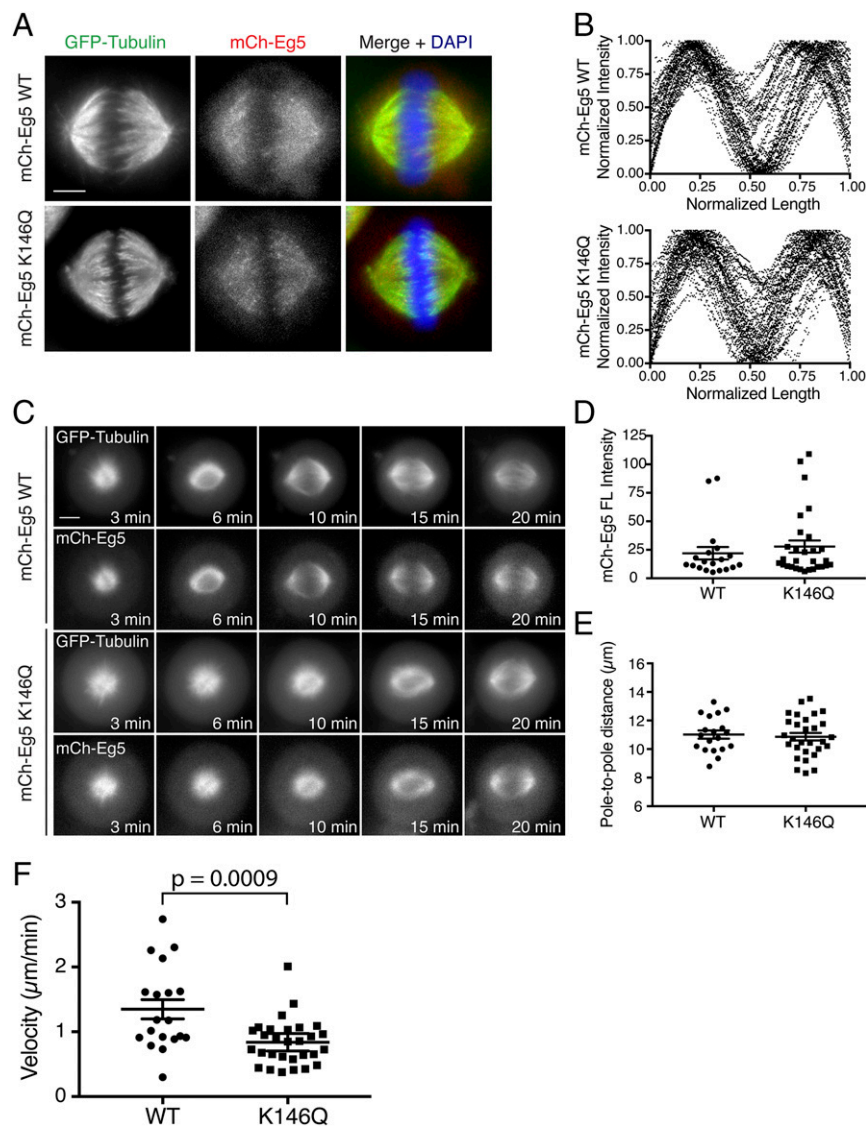 A
GFP-Tubulin
mCh-Eg5
Merge + DAPI
mCh-Eg5 WT
mCh-Eg5 K146Q
B
mCh-Eg5 WT
Normalized Intensity
1.00
0.75
0.50
0.25
0.00
0.00 0.25 0.50 0.75 1.00
Normalized Length
mCh-Eg5 K146Q
Normalized Intensity
1.00
0.75
0.50
0.25
0.00
0.00 0.25 0.50 0.75 1.00
Normalized Length
C
mCh-Eg5 WT
GFP-Tubulin
3 min 6 min 10 min 15 min 20 min
mCh-Eg5
3 min 6 min 10 min 15 min 20 min
mCh-Eg5 K146Q
GFP-Tubulin
3 min 6 min 10 min 15 min 20 min
mCh-Eg5
3 min 6 min 10 min 15 min 20 min
D
mCh-Eg5 FL Intensity
125
100
75
50
25
0
WT K146Q
E
Pole-to-pole distance (µm)
16
14
12
10
8
6
WT K146Q
F
p = 0.0009
Velocity (µm/min)
3
2
1
0
WT K146Q